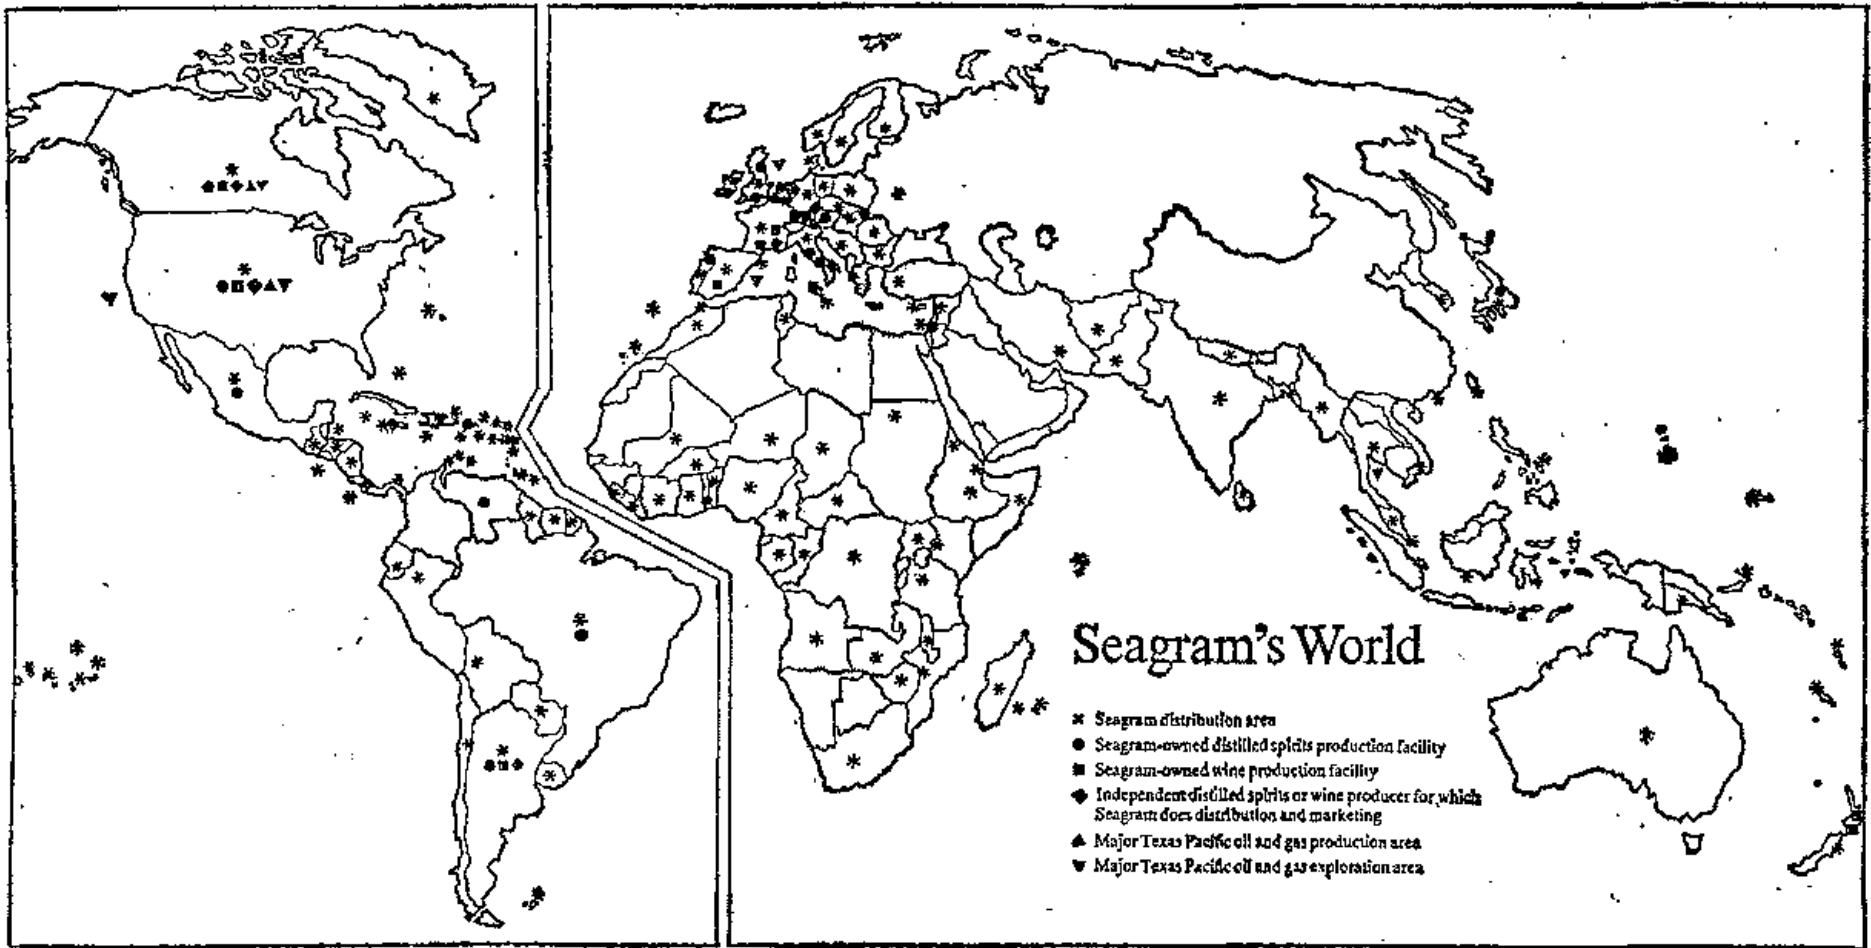 Seagram's World
Seagram distribution area
Seagram-owned distilled spirits production facility
Seagram-owned wine production facility
Independent distilled spirits or wine producer for which
Seagram does distribution and marketing
Major Texas Pacific oil and gas production area
Major Texas Pacific oil and gas exploration area